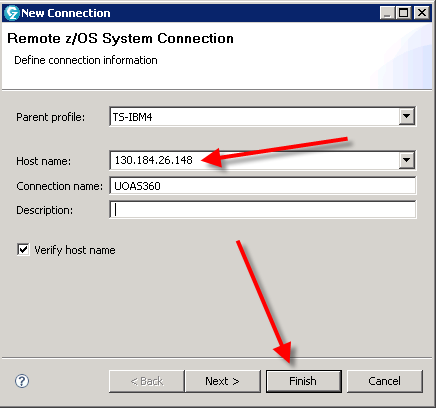 New Connection
Remote z/OS System Connection
Define connection information
Parent profile: TS-IBM4
Host name: 130.184.26.148
Connection name: UOAS360
Description:
Verify host name
? < Back Next > Finish Cancel